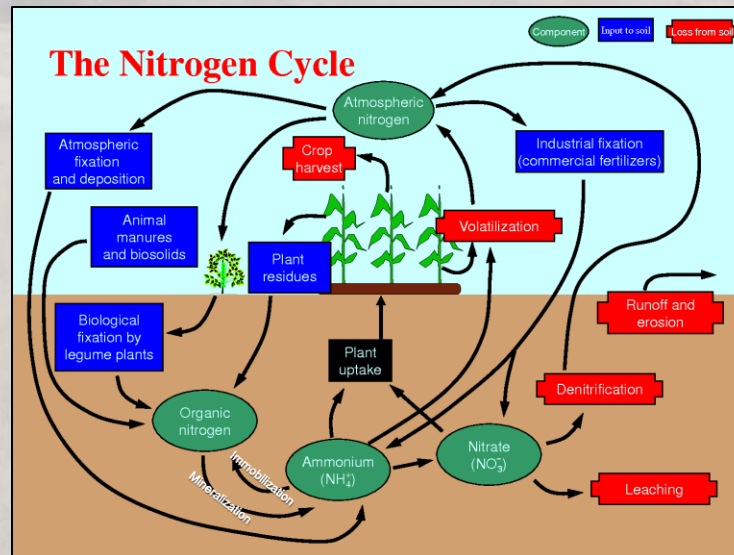 Component
Input to soil
Loss from soil
The Nitrogen Cycle
Atmospheric
nitrogen
Atmospheric
fixation
and deposition
Crop
harvest
Industrial fixation
(commercial fertilizers)
Animal
manures
and biosolids
Plant
residues
Volatilization
Biological
fixation by
legume plants
Runoff and
erosion
Plant
uptake
Denitrification
Organic
nitrogen
Ammonium
(NH₄⁺)
Nitrate
(NO₃⁻)
Immobilization
Mineralization
Leaching